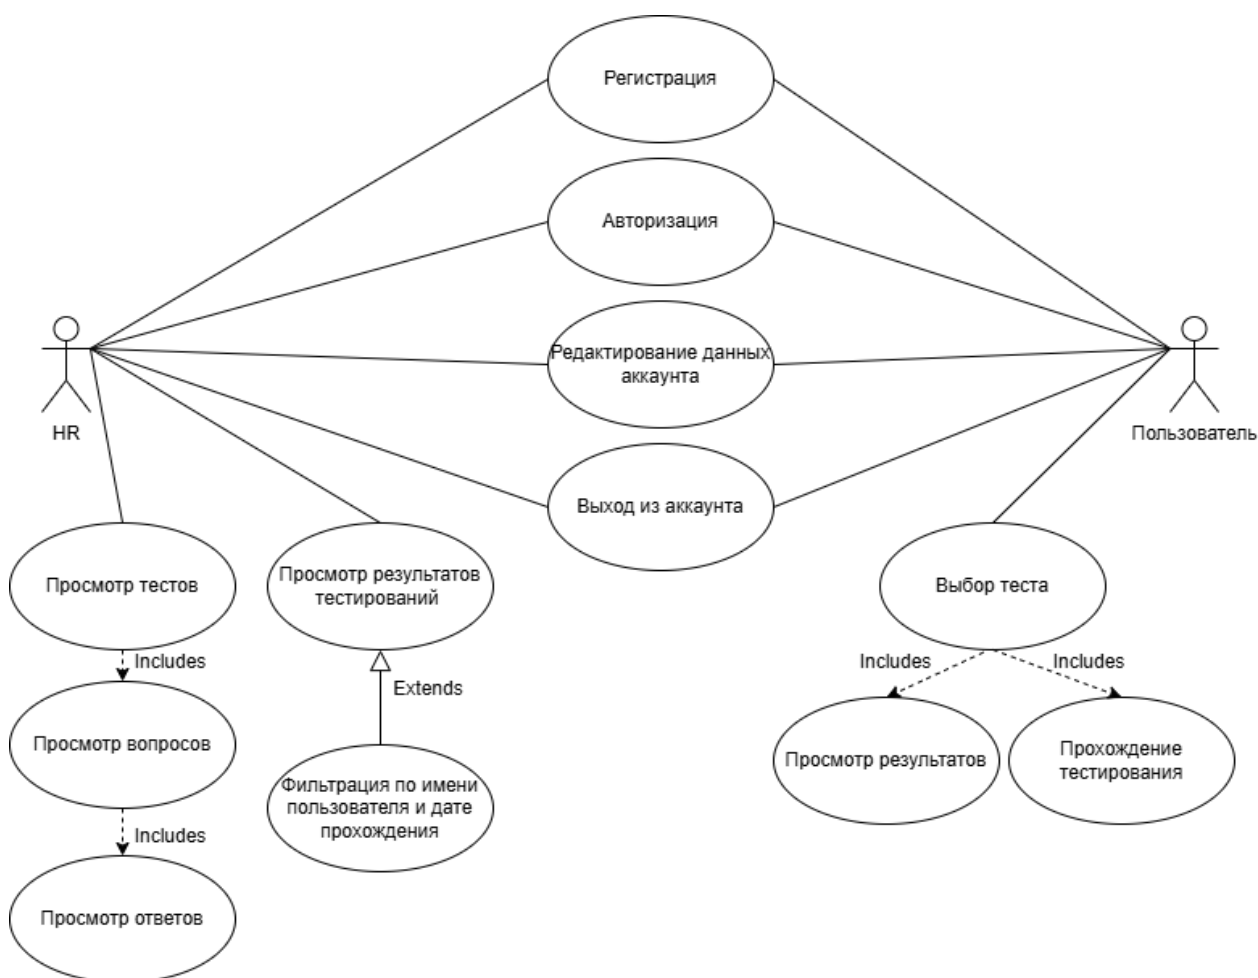 Регистрация
Авторизация
Редактирование данных
аккаунта
HR
Пользователь
Выход из аккаунта
Просмотр тестов
Просмотр результатов
тестирований
Выбор теста
Includes
Includes
Includes
Extends
Просмотр вопросов
Просмотр результатов
Прохождение
тестирования
Фильтрация по имени
пользователя и дате
прохождения
Includes
Просмотр ответов